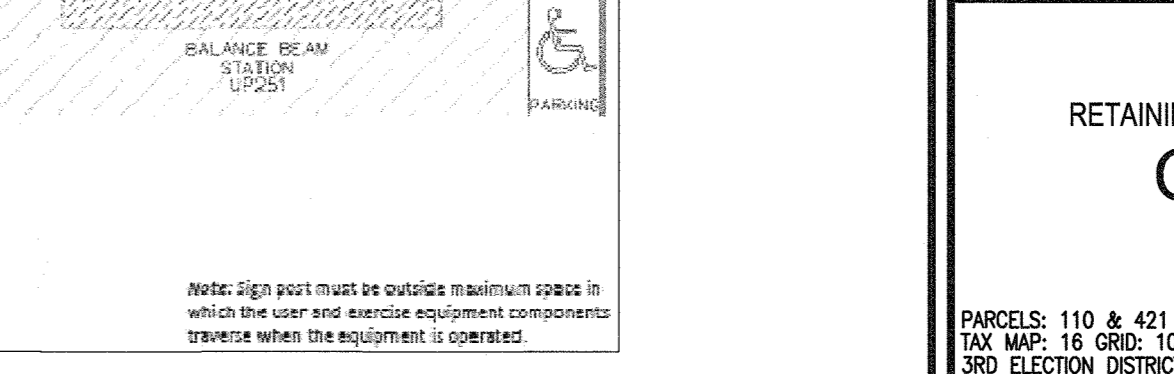 BALANCE BEAM
STATION
UP251
PARKING
Note: Sign post must be outside maximum space in
which the user and exercise equipment components
traverse when the equipment is operated.
RETAINI
PARCELS: 110 & 421
TAX MAP: 16 GRID: 10
3RD ELECTION DISTRIC